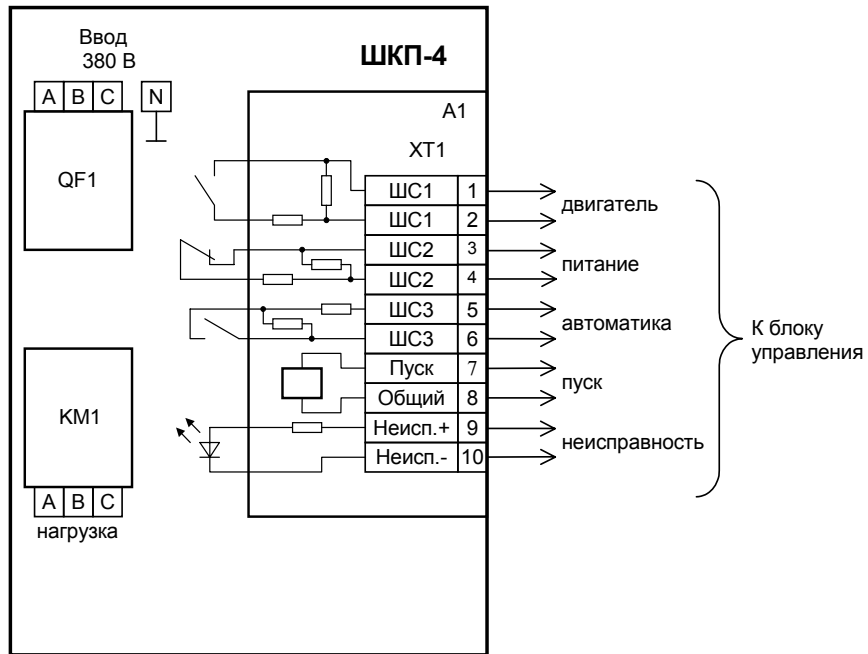 Ввод
380 В
ШКП-4
A B C N
QF1
A1
XT1
ШС1 1
ШС1 2
двигатель
ШС2 3
ШС2 4
питание
ШС3 5
ШС3 6
автоматика
Пуск 7
Общий 8
пуск
Неисп.+ 9
Неисп.- 10
неисправность
К блоку
управления
KM1
A B C
нагрузка